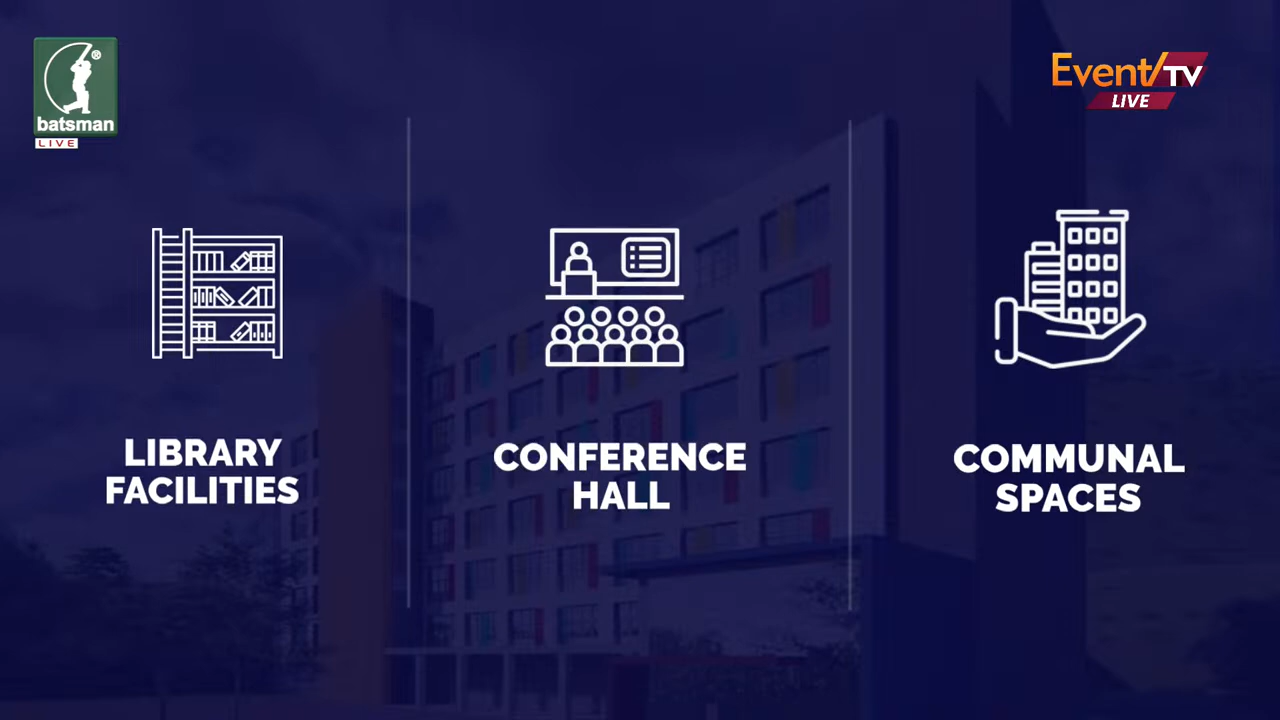 ®
batsman
LIVE
Event/TV
LIVE
LIBRARY
FACILITIES
CONFERENCE
HALL
COMMUNAL
SPACES